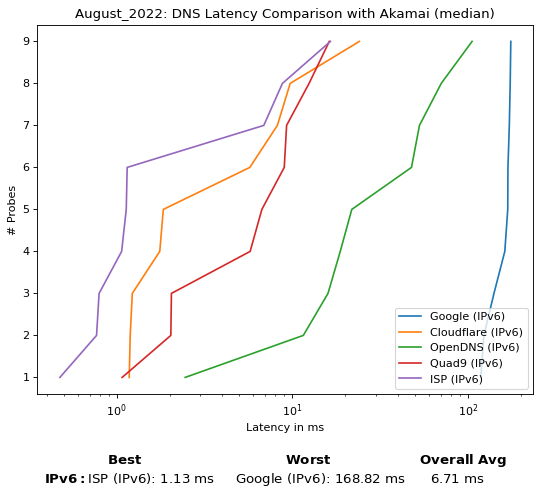 August_2022: DNS Latency Comparison with Akamai (median)
9
8
7
6
5
4
3
2
1
# Probes
Google (IPv6)
Cloudflare (IPv6)
OpenDNS (IPv6)
Quad9 (IPv6)
ISP (IPv6)
10⁰ 10¹ 10²
Latency in ms
Best Worst Overall Avg
IPv6: ISP (IPv6): 1.13 ms Google (IPv6): 168.82 ms 6.71 ms